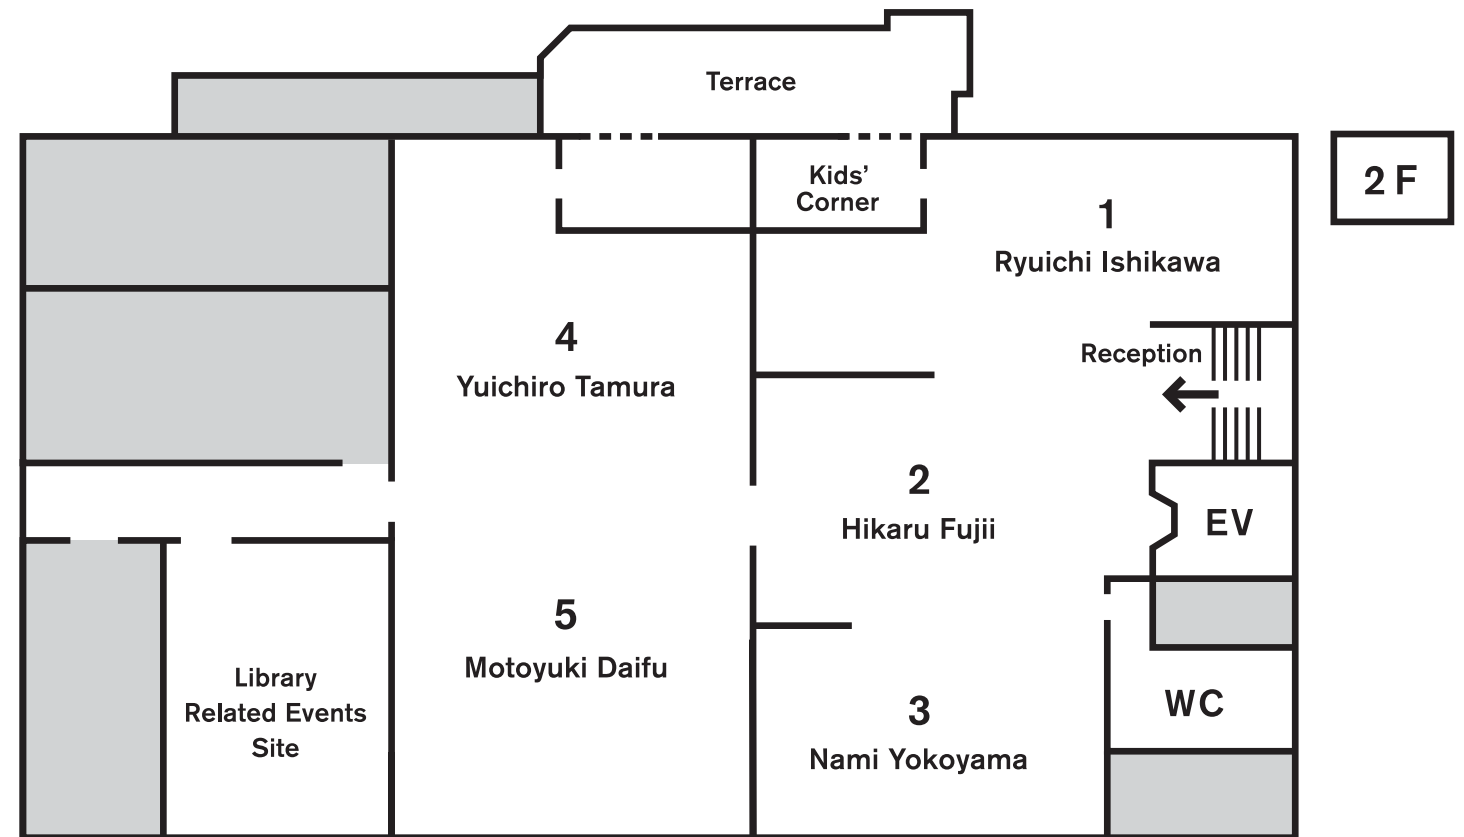 Terrace
2 F
Kids’
Corner
1
Ryuichi Ishikawa
Reception
4
Yuichiro Tamura
2
Hikaru Fujii
EV
5
Motoyuki Daifu
Library
Related Events
Site
3
Nami Yokoyama
WC